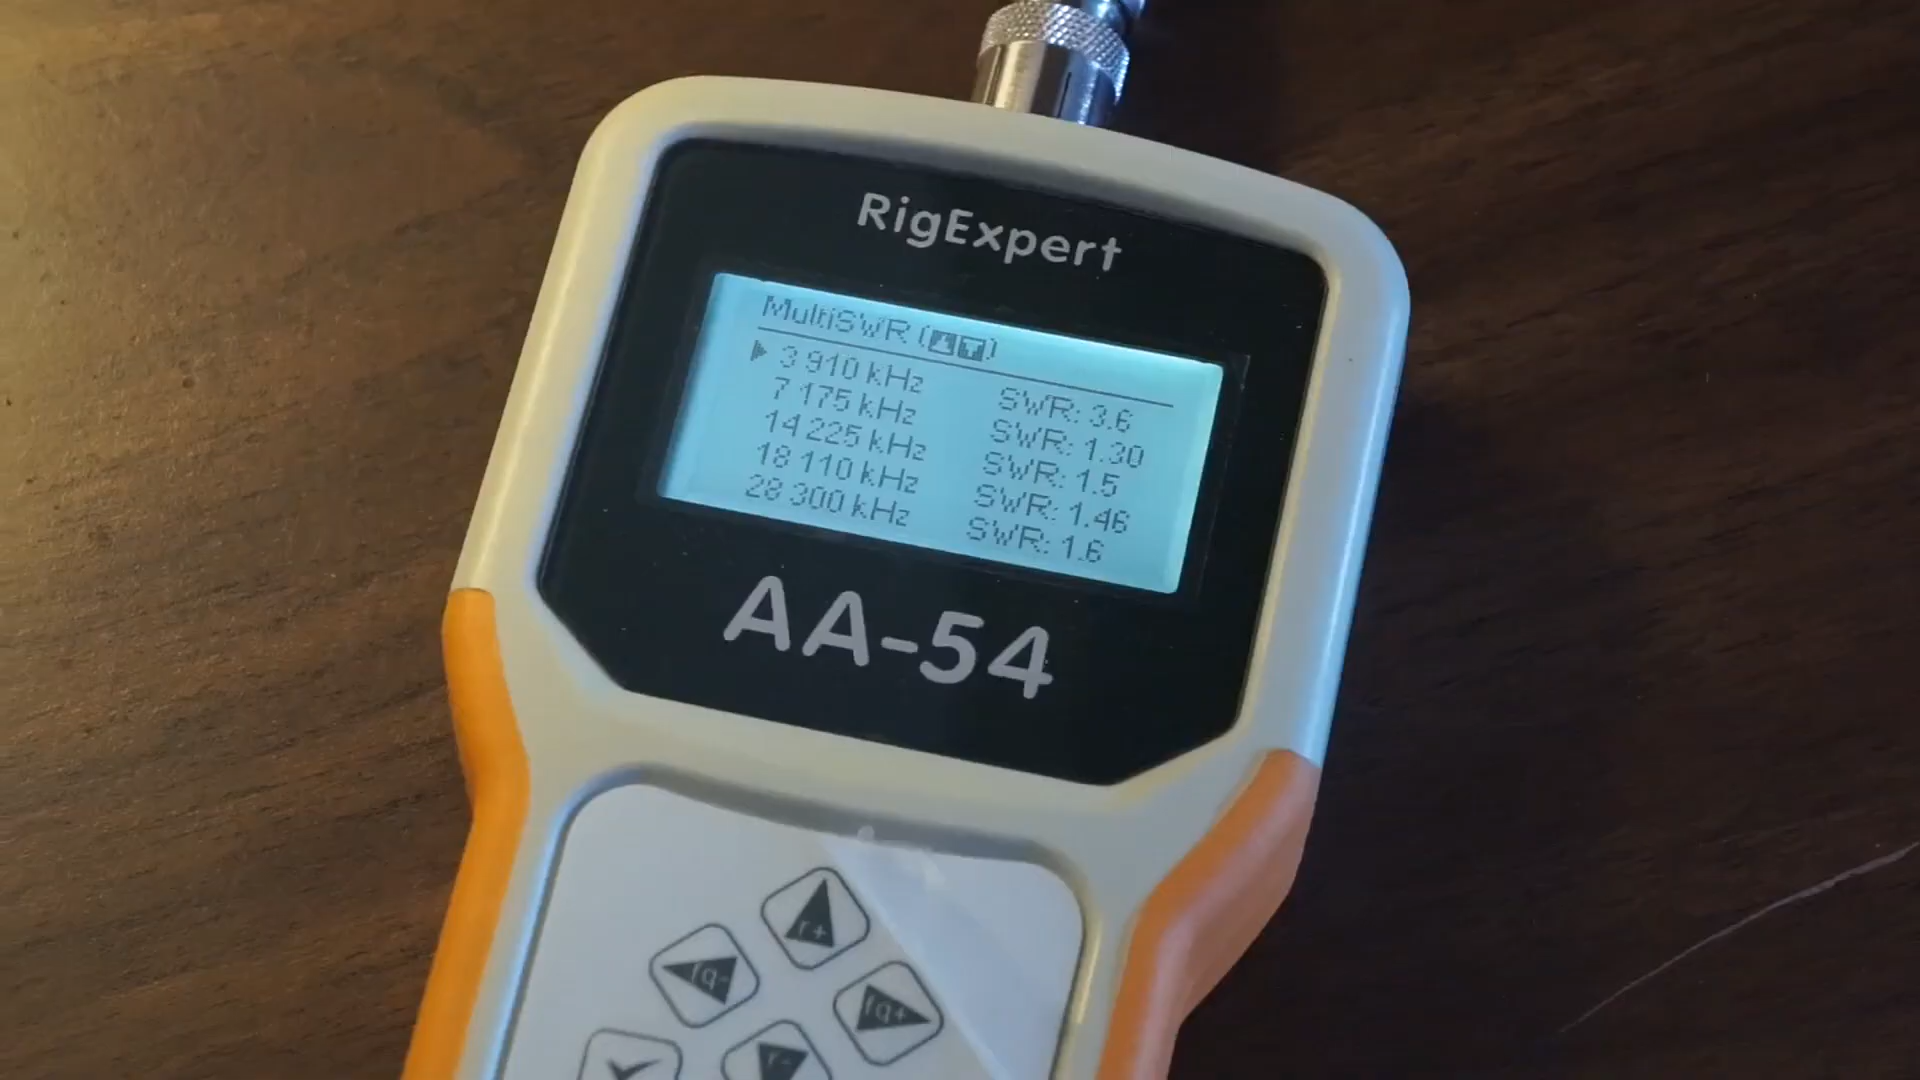 RigExpert
MultiSWR (▲▼)
3 910 kHz SWR: 3.6
7 175 kHz SWR: 1.30
14 225 kHz SWR: 1.5
18 110 kHz SWR: 1.46
28 300 kHz SWR: 1.6
AA-54
r+
fq-
fq+
r-